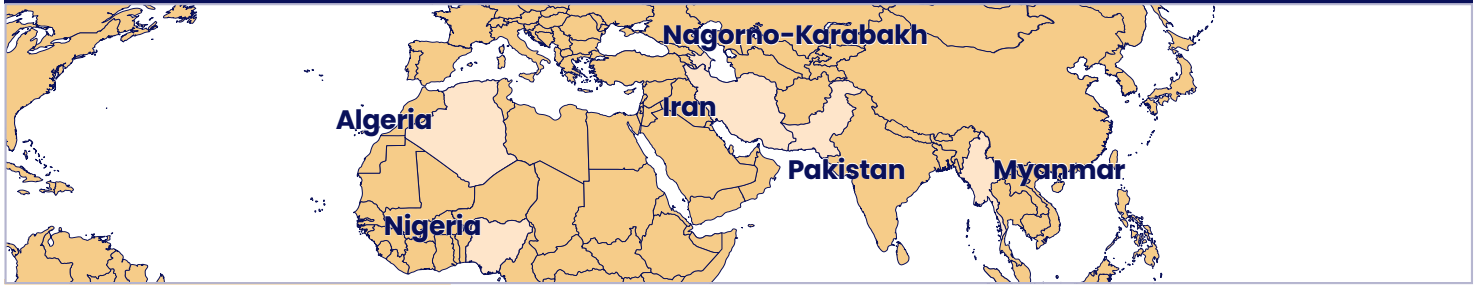 Nagorno-Karabakh
Iran
Algeria
Pakistan
Myanmar
Nigeria